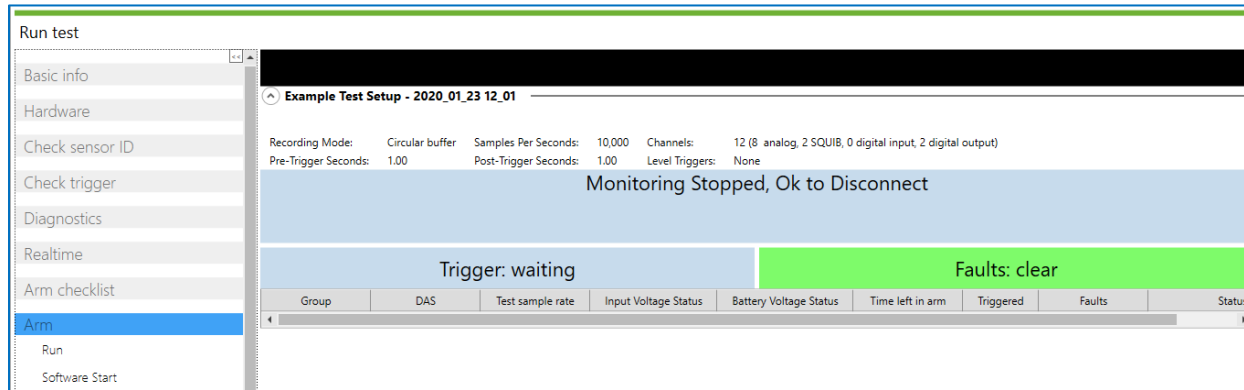 Run test
<<
Basic info
Hardware
Check sensor ID
Check trigger
Diagnostics
Realtime
Arm checklist
Arm
Run
Software Start
Example Test Setup - 2020_01_23 12_01
Recording Mode: Circular buffer Samples Per Seconds: 10,000 Channels: 12 (8 analog, 2 SQUIB, 0 digital input, 2 digital output)
Pre-Trigger Seconds: 1.00 Post-Trigger Seconds: 1.00 Level Triggers: None
Monitoring Stopped, Ok to Disconnect
Trigger: waiting Faults: clear
Group DAS Test sample rate Input Voltage Status Battery Voltage Status Time left in arm Triggered Faults Status